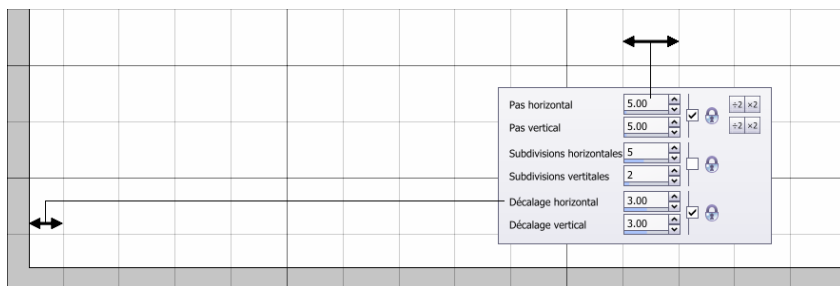 Pas horizontal 5.00 ÷2 ×2
Pas vertical 5.00 ÷2 ×2
Subdivisions horizontales 5
Subdivisions vertitales 2
Décalage horizontal 3.00
Décalage vertical 3.00